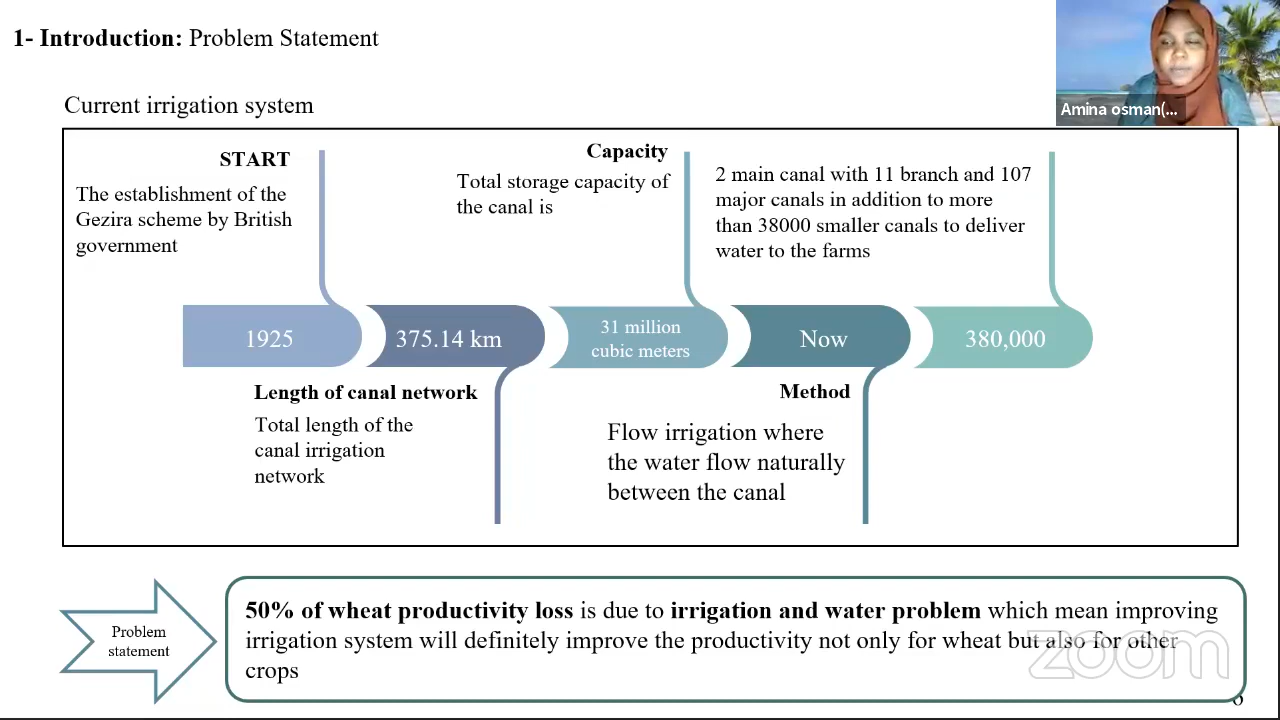 1- Introduction: Problem Statement
Amina osman(...
Current irrigation system
START
The establishment of the
Gezira scheme by British
government
Capacity
Total storage capacity of
the canal is
2 main canal with 11 branch and 107
major canals in addition to more
than 38000 smaller canals to deliver
water to the farms
1925
375.14 km
31 million
cubic meters
Now
380,000
Length of canal network
Total length of the
canal irrigation
network
Method
Flow irrigation where
the water flow naturally
between the canal
Problem
statement
50% of wheat productivity loss is due to irrigation and water problem which mean improving
irrigation system will definitely improve the productivity not only for wheat but also for other
crops
zoom